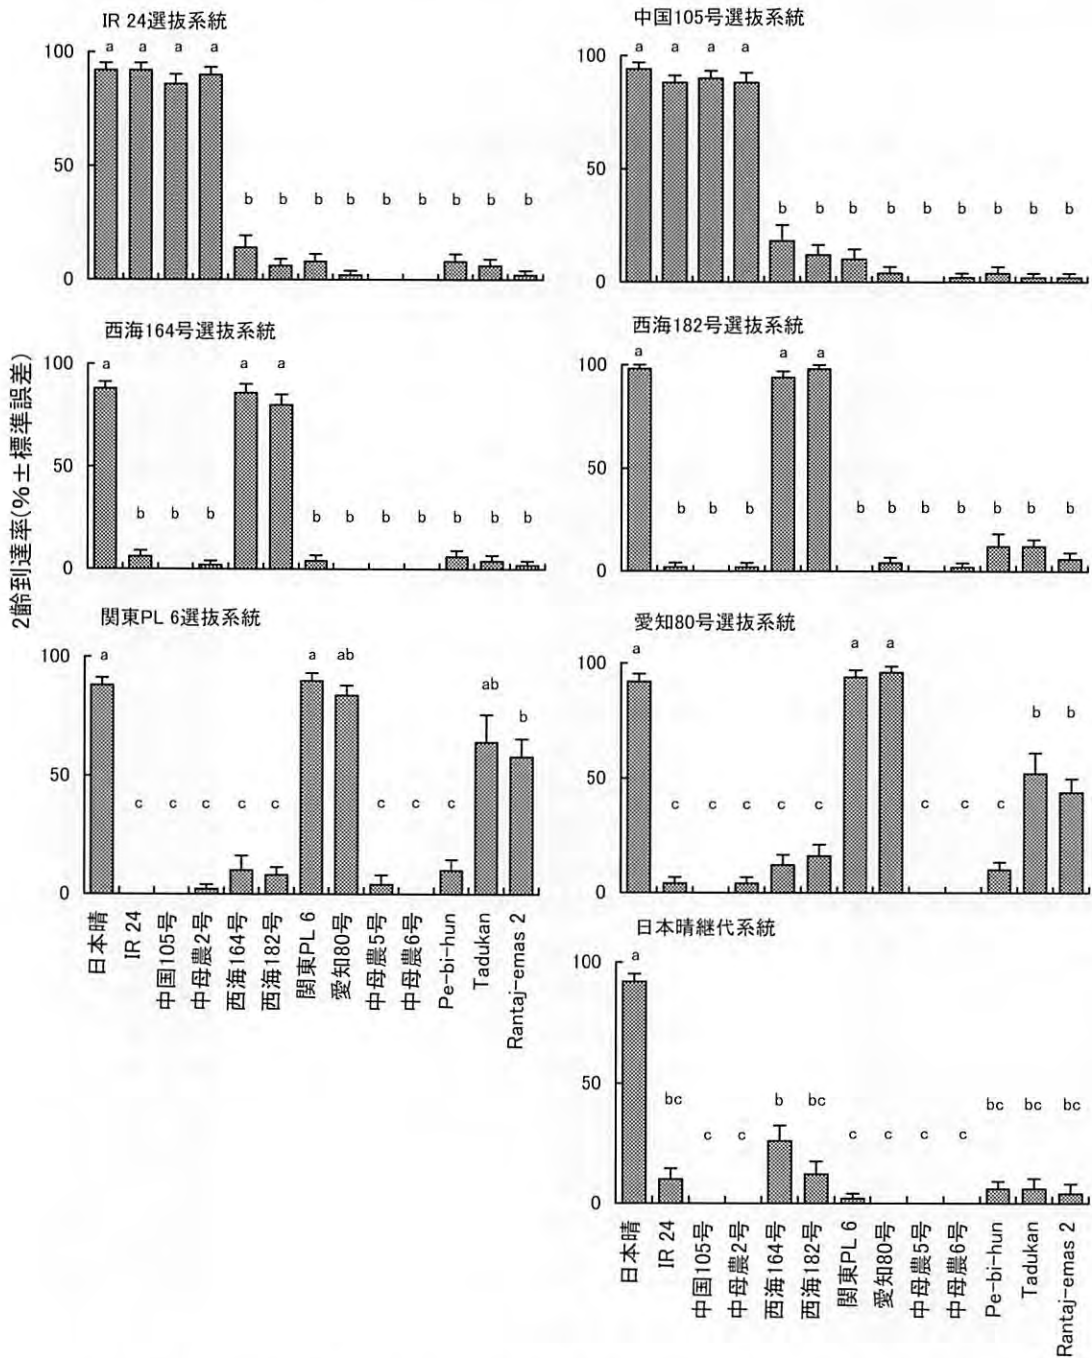 IR 24選抜系統
100
50
0
a a a a b b b b b b b b b
中国105号選抜系統
100
50
0
a a a a b b b b b b b b b
2齢到達率(%±標準誤差)
西海164号選抜系統
100
50
0
a b b b a a b b b b b b b
西海182号選抜系統
100
50
0
a b b b a a b b b b b b b
関東PL 6選抜系統
100
50
0
a c c c c c a ab c c c ab b
日本晴
IR 24
中国105号
中母農2号
西海164号
西海182号
関東PL 6
愛知80号
中母農5号
中母農6号
Pe-bi-hun
Tadukan
Rantaj-emas 2
愛知80号選抜系統
100
50
0
a c c c c c a a c c c b b
日本晴継代系統
100
50
0
a bc c c b bc c c c c bc bc bc
日本晴
IR 24
中国105号
中母農2号
西海164号
西海182号
関東PL 6
愛知80号
中母農5号
中母農6号
Pe-bi-hun
Tadukan
Rantaj-emas 2